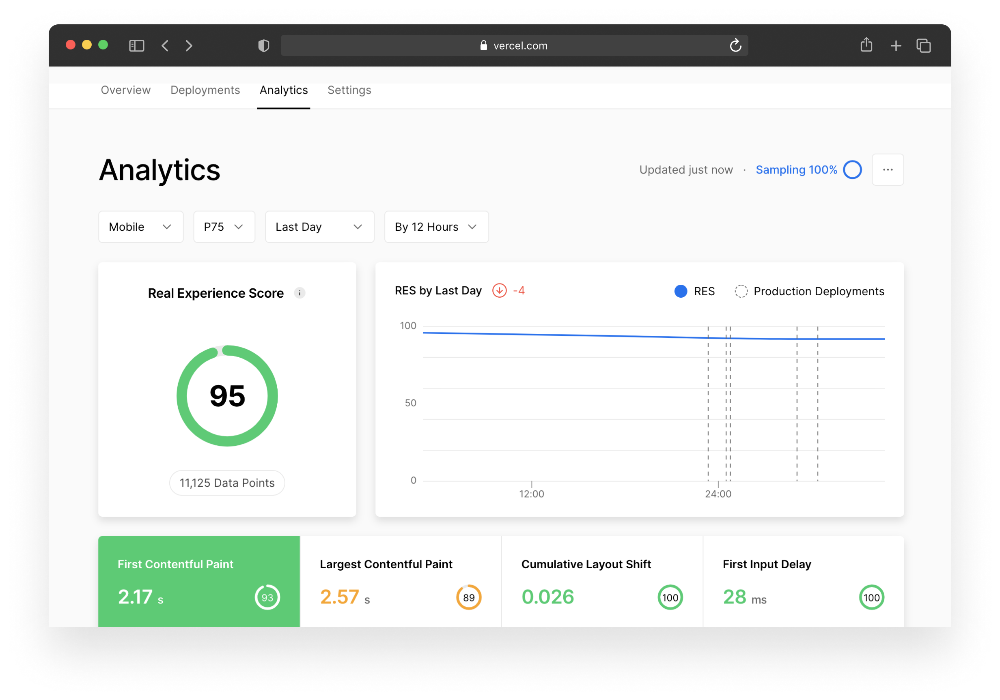 vercel.com
Overview Deployments Analytics Settings
Analytics
Updated just now · Sampling 100%
Mobile P75 Last Day By 12 Hours
Real Experience Score i
95
11,125 Data Points
RES by Last Day -4
RES Production Deployments
100
50
0
12:00 24:00
First Contentful Paint
2.17 s 93
Largest Contentful Paint
2.57 s 89
Cumulative Layout Shift
0.026 100
First Input Delay
28 ms 100